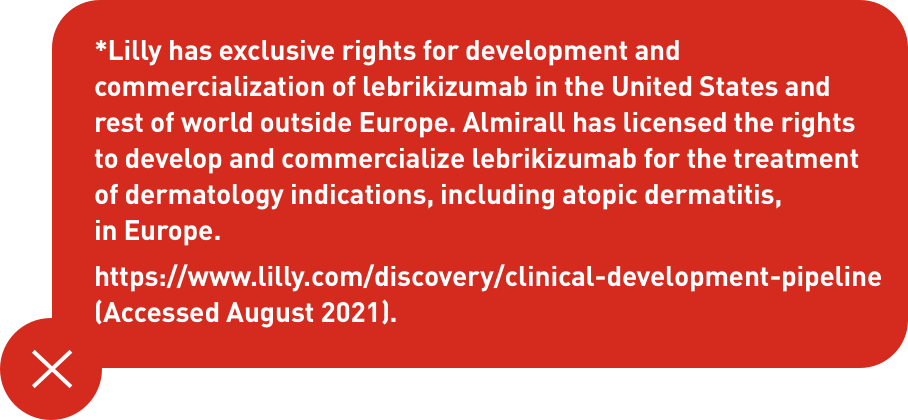 *Lilly has exclusive rights for development and
commercialization of lebrikizumab in the United States and
rest of world outside Europe. Almirall has licensed the rights
to develop and commercialize lebrikizumab for the treatment
of dermatology indications, including atopic dermatitis,
in Europe.
https://www.lilly.com/discovery/clinical-development-pipeline
(Accessed August 2021).